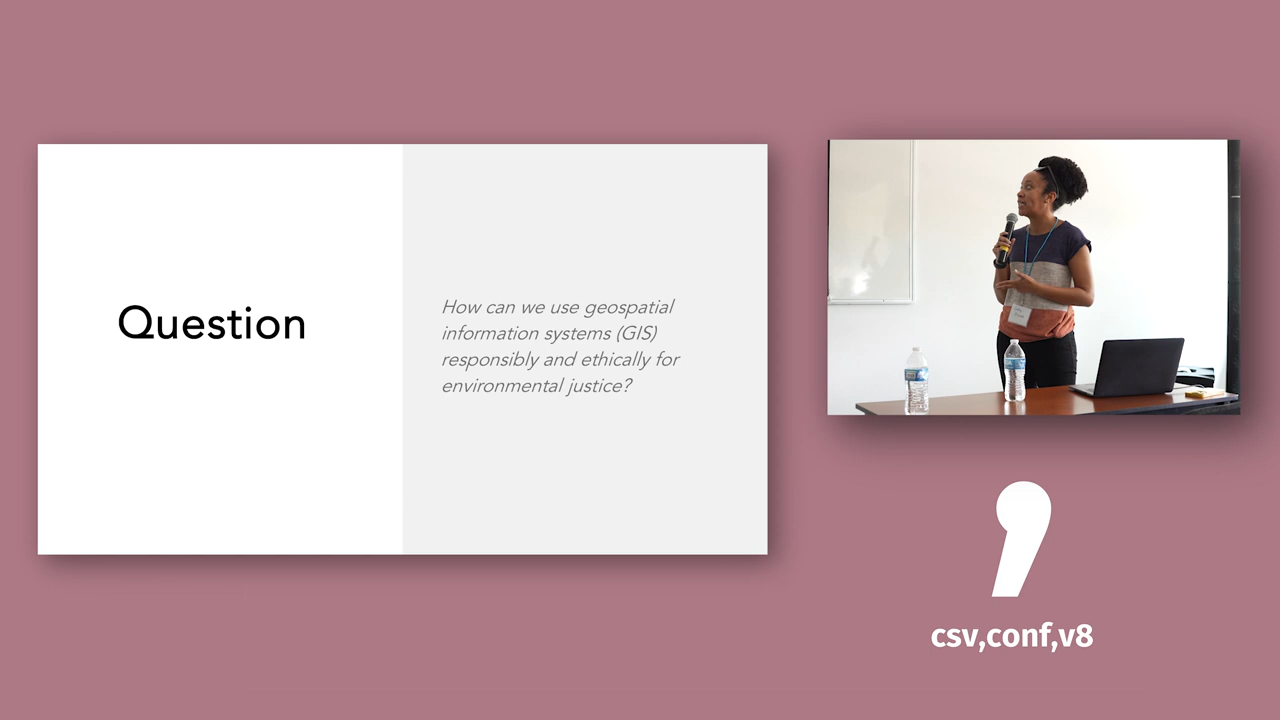 Question
How can we use geospatial
information systems (GIS)
responsibly and ethically for
environmental justice?
,
csv,conf,v8